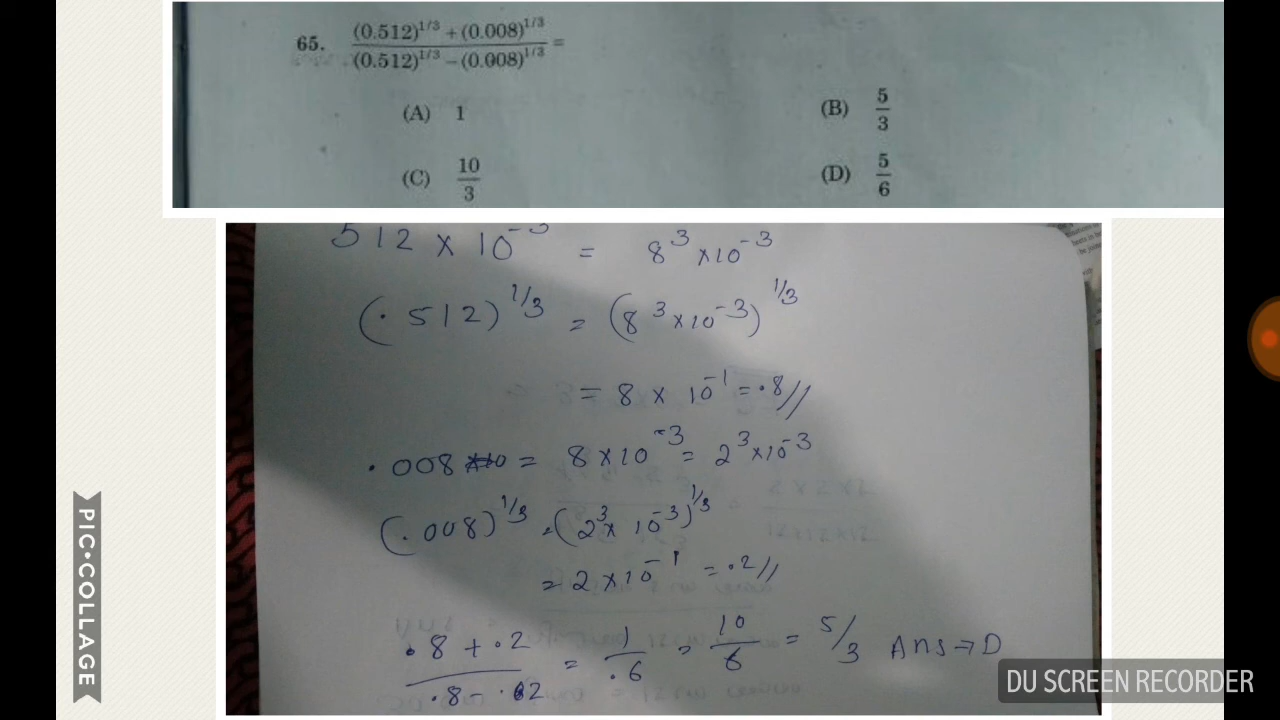 65. (0.512)^1/3 + (0.008)^1/3
(0.512)^1/3 − (0.008)^1/3 =
(A) 1 (B) 5/3
(C) 10/3 (D) 5/6
512 × 10^-3 = 8^3 × 10^-3
(.512)^1/3 = (8^3 × 10^-3)^1/3
= 8 × 10^-1 = .8//
.008 = 8 × 10^-3 = 2^3 × 10^-3
(.008)^1/3 = (2^3 × 10^-3)^1/3
= 2 × 10^-1 = .2//
.8 + .2 / .8 - .2 = 1/.6 = 10/6 = 5/3 Ans → D
PIC•COLLAGE
DU SCREEN RECORDER